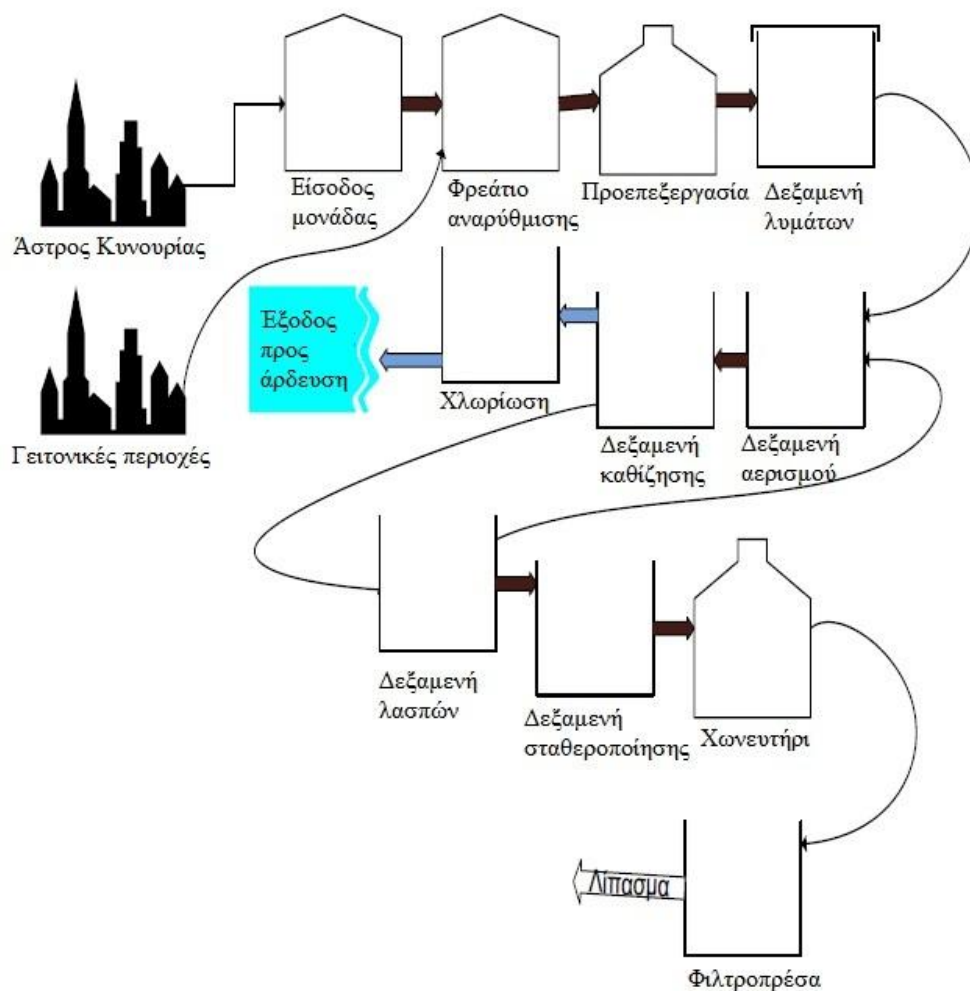 Είσοδος
μονάδας
Φρεάτιο
αναρύθμισης
Προεπεξεργασία
Δεξαμενή
λυμάτων
Άστρος Κυνουρίας
Έξοδος
προς
άρδευση
Χλωρίωση
Δεξαμενή
καθίζησης
Δεξαμενή
αερισμού
Γειτονικές περιοχές
Δεξαμενή
λασπών
Δεξαμενή
σταθεροποίησης
Χωνευτήρι
Λίπασμα
Φιλτροπρέσα